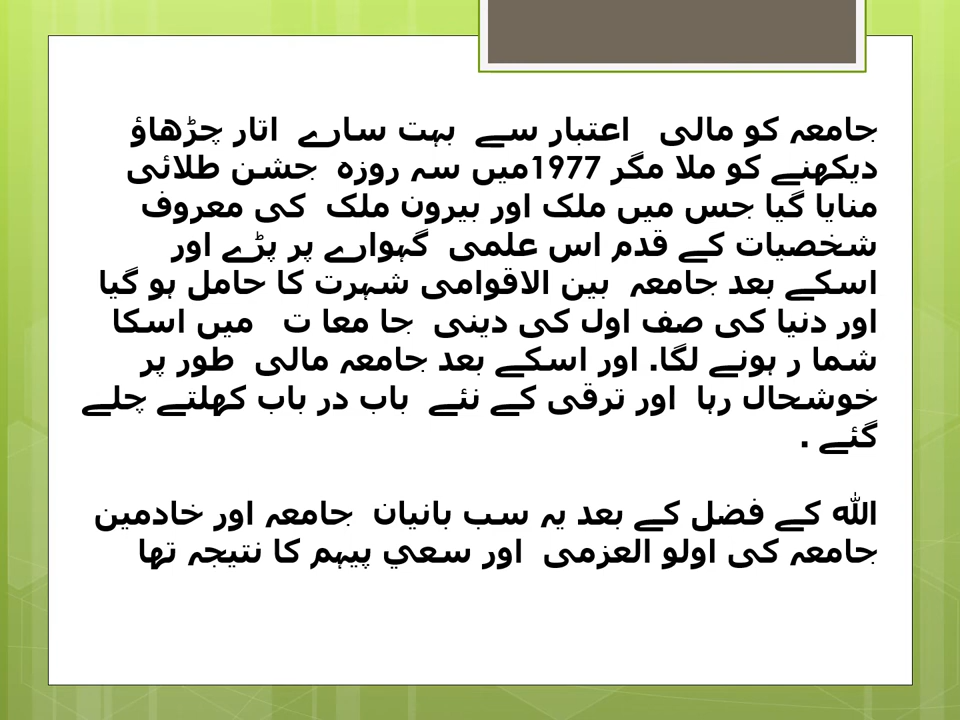 جامعہ کو مالی اعتبار سے بہت سارے اتار چڑھاؤ
دیکھنے کو ملا مگر 1977میں سہ روزہ جشن طلائی
منایا گیا جس میں ملک اور بیرون ملک کی معروف
شخصیات کے قدم اس علمی گہوارے پر پڑے اور
اسکے بعد جامعہ بین الاقوامی شہرت کا حامل ہو گیا
اور دنیا کی صف اول کی دینی جا معا ت میں اسکا
شما ر ہونے لگا. اور اسکے بعد جامعہ مالی طور پر
خوشحال رہا اور ترقی کے نئے باب در باب کھلتے چلے
گئے .
الله کے فضل کے بعد یہ سب بانیان جامعہ اور خادمین
جامعہ کی اولو العزمی اور سعي پیہم کا نتیجہ تھا